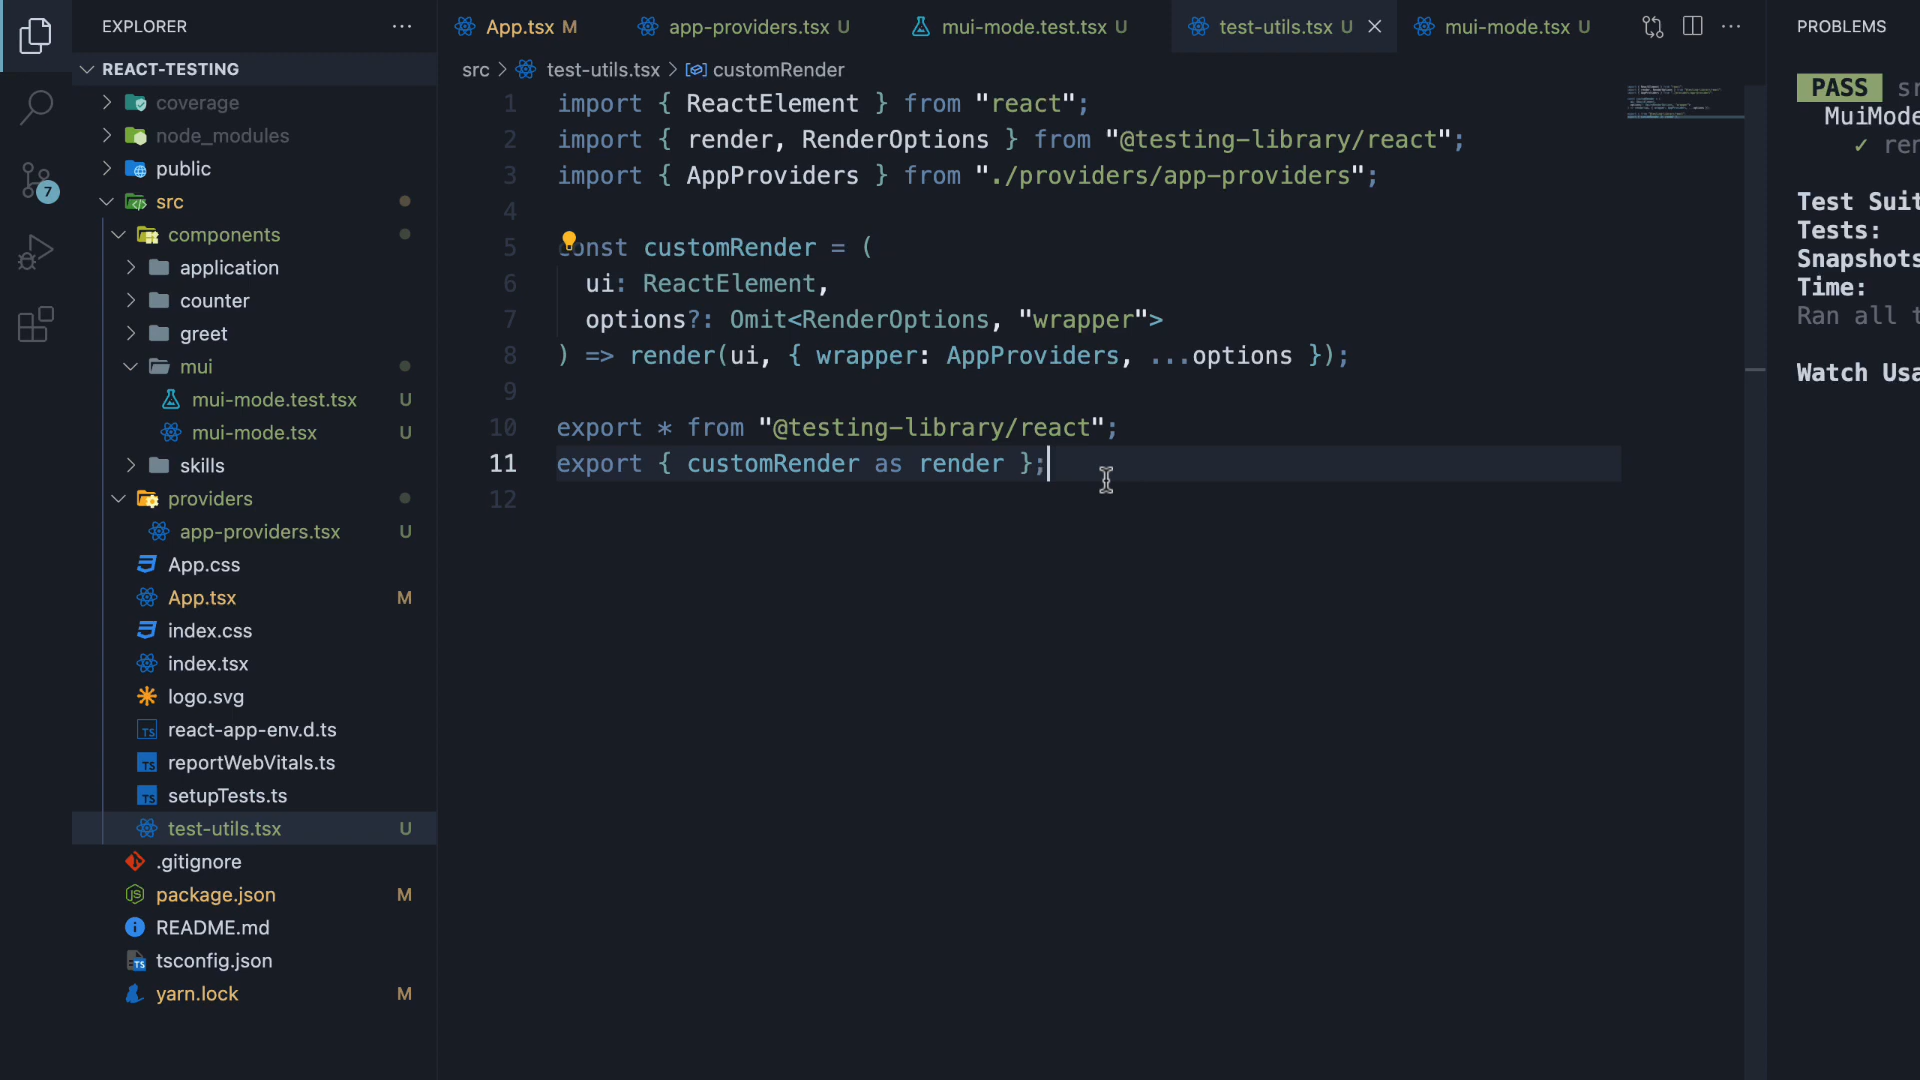 EXPLORER
REACT-TESTING
coverage
node_modules
public
src
components
application
counter
greet
mui
mui-mode.test.tsx U
mui-mode.tsx U
skills
providers
app-providers.tsx U
App.css
App.tsx M
index.css
index.tsx
logo.svg
react-app-env.d.ts
reportWebVitals.ts
setupTests.ts
test-utils.tsx U
.gitignore
package.json M
README.md
tsconfig.json
yarn.lock M
7
App.tsx M
app-providers.tsx U
mui-mode.test.tsx U
test-utils.tsx U
mui-mode.tsx U
src > test-utils.tsx > customRender
1 import { ReactElement } from "react";
2 import { render, RenderOptions } from "@testing-library/react";
3 import { AppProviders } from "./providers/app-providers";
4
5 const customRender = (
6 ui: ReactElement,
7 options?: Omit<RenderOptions, "wrapper">
8 ) => render(ui, { wrapper: AppProviders, ...options });
9
10 export * from "@testing-library/react";
11 export { customRender as render };
12
PROBLEMS
PASS sr
MuiMode
✓ ren
Test Suit
Tests:
Snapshots
Time:
Ran all t
Watch Usa